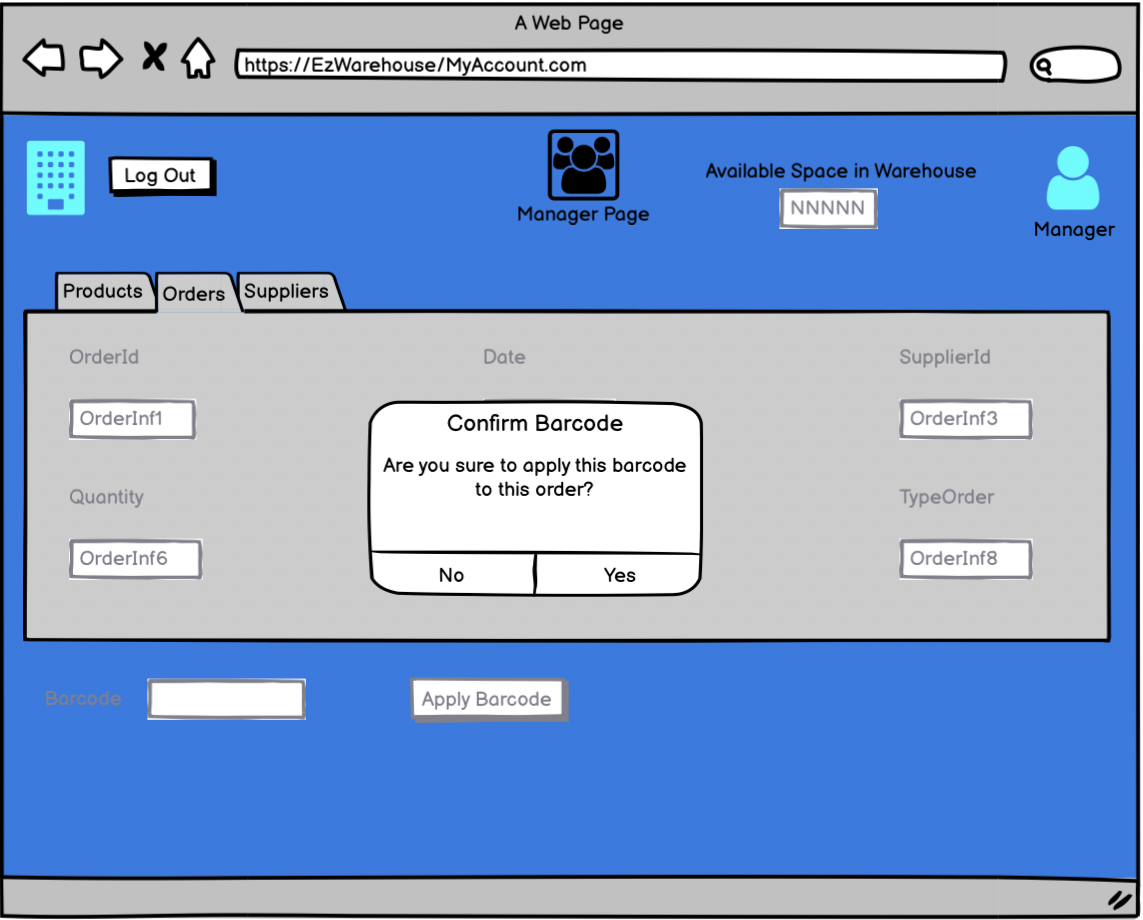 A Web Page
https://EzWarehouse/MyAccount.com
Log Out
Manager Page
Available Space in Warehouse
NNNNN
Manager
Products
Orders
Suppliers
OrderId
Date
SupplierId
OrderInf1
OrderInf3
Confirm Barcode
Are you sure to apply this barcode
to this order?
No
Yes
Quantity
TypeOrder
OrderInf6
OrderInf8
Barcode
Apply Barcode